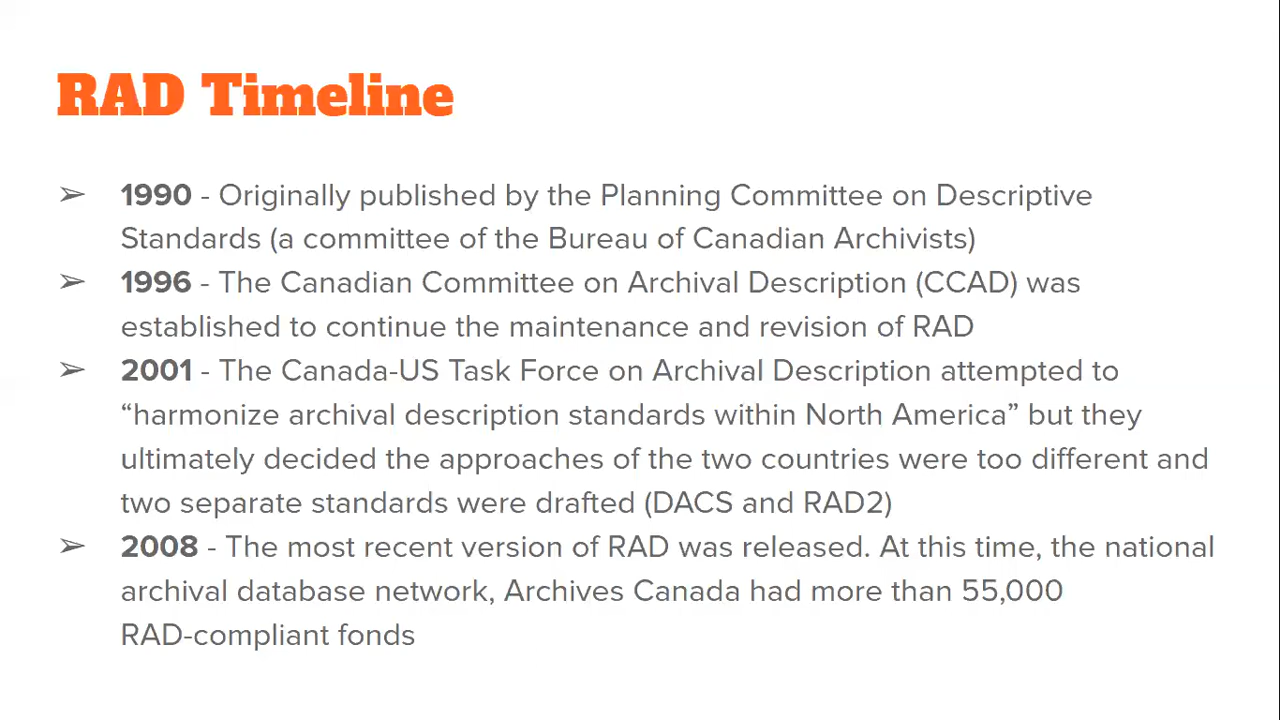 RAD Timeline
➢ 1990 - Originally published by the Planning Committee on Descriptive
Standards (a committee of the Bureau of Canadian Archivists)
➢ 1996 - The Canadian Committee on Archival Description (CCAD) was
established to continue the maintenance and revision of RAD
➢ 2001 - The Canada-US Task Force on Archival Description attempted to
“harmonize archival description standards within North America” but they
ultimately decided the approaches of the two countries were too different and
two separate standards were drafted (DACS and RAD2)
➢ 2008 - The most recent version of RAD was released. At this time, the national
archival database network, Archives Canada had more than 55,000
RAD-compliant fonds